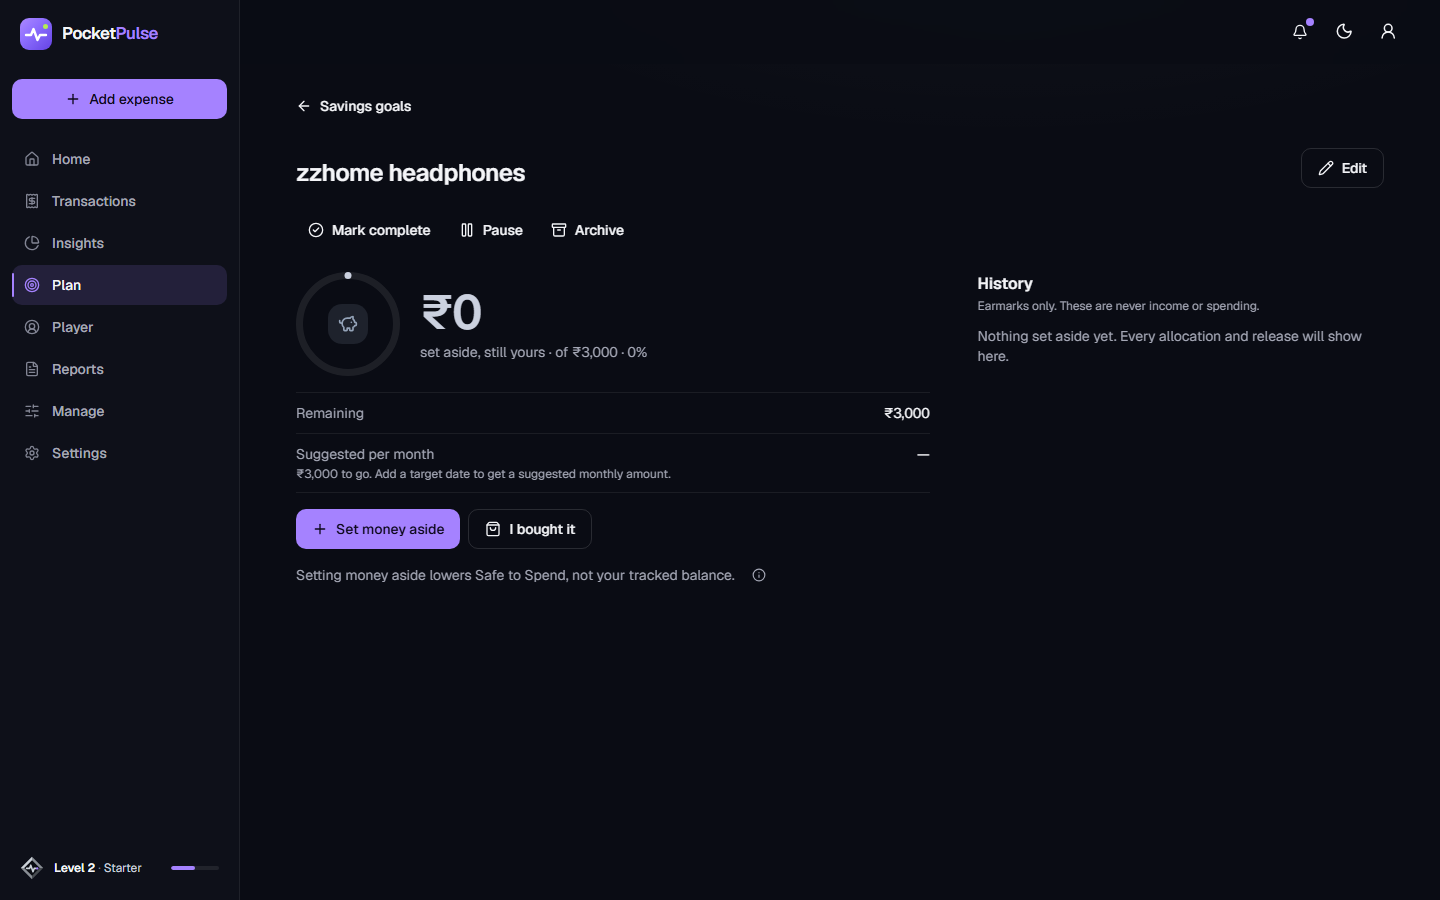 PocketPulse
Add expense
Home
Transactions
Insights
Plan
Player
Reports
Manage
Settings
Level 2 · Starter
Savings goals
zzhome headphones
Edit
Mark complete
Pause
Archive
₹0
set aside, still yours · of ₹3,000 · 0%
Remaining
₹3,000
Suggested per month
—
₹3,000 to go. Add a target date to get a suggested monthly amount.
Set money aside
I bought it
Setting money aside lowers Safe to Spend, not your tracked balance.
History
Earmarks only. These are never income or spending.
Nothing set aside yet. Every allocation and release will show
here.